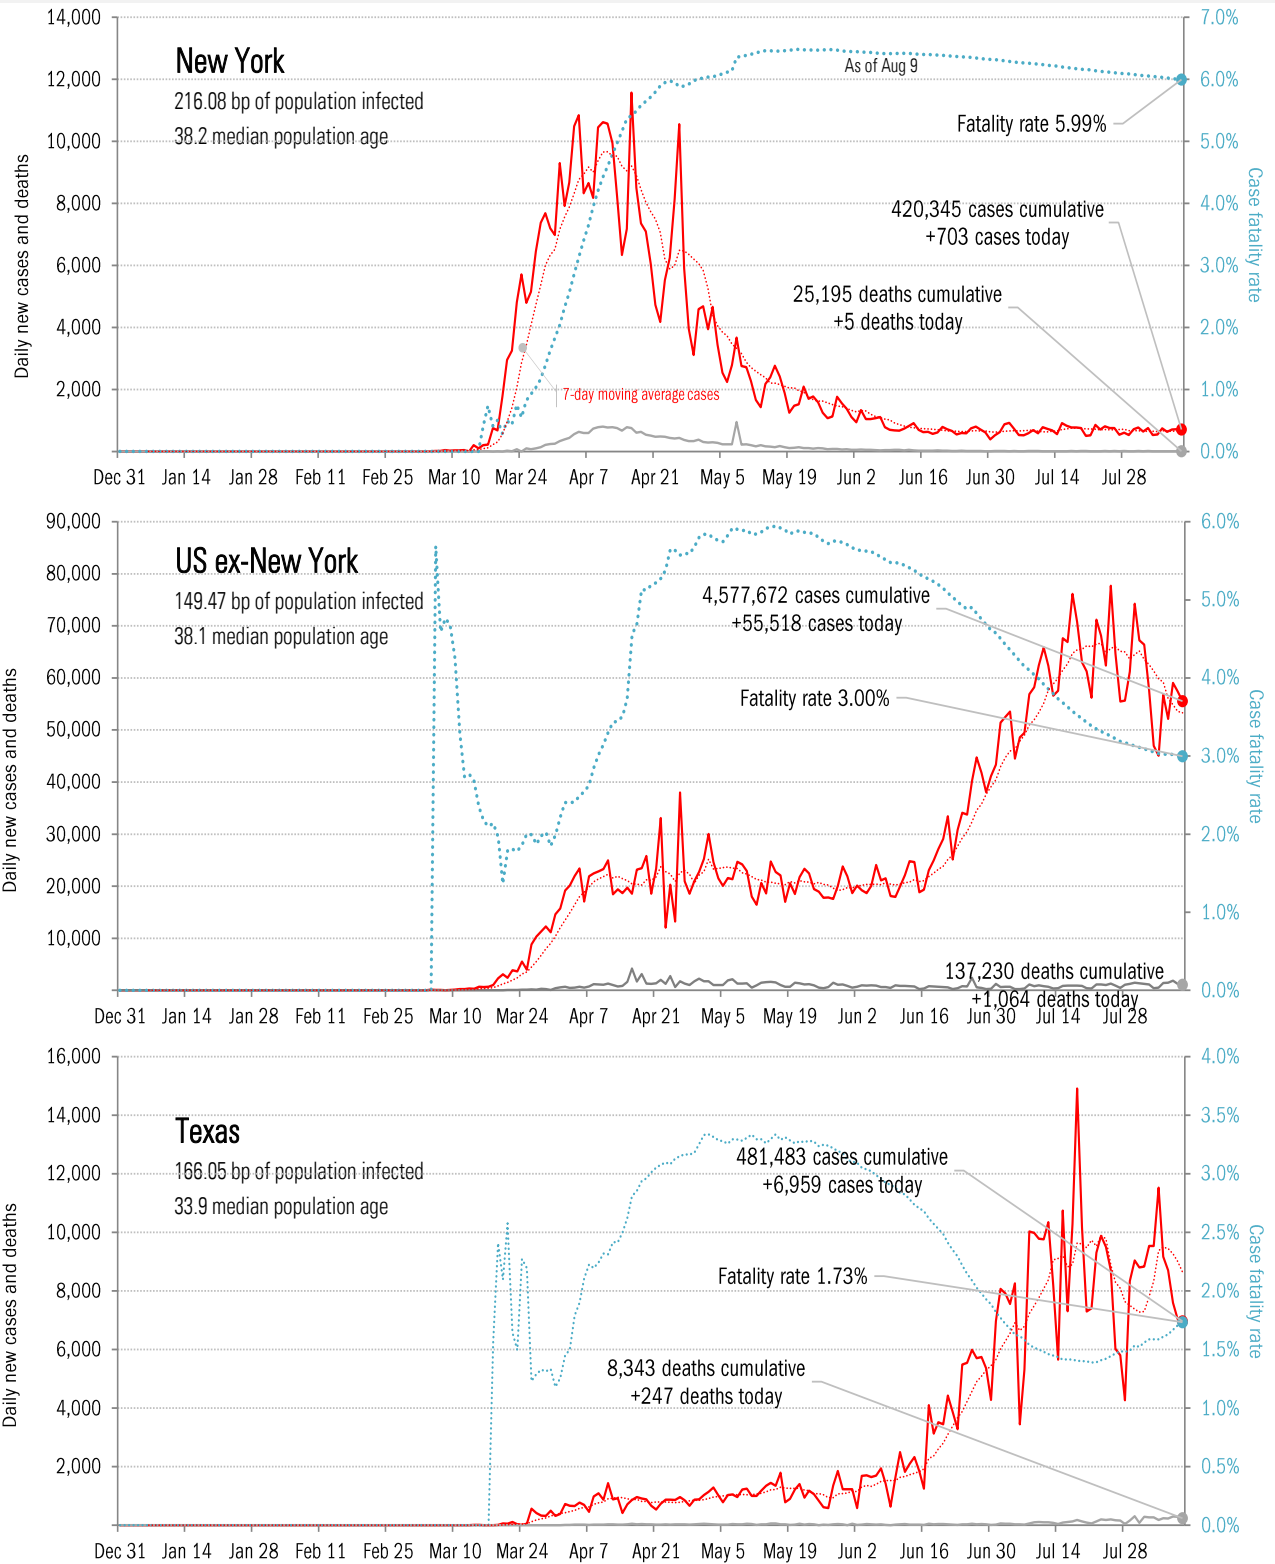 14,000
12,000
10,000
8,000
6,000
4,000
2,000
7.0%
6.0%
5.0%
4.0%
3.0%
2.0%
1.0%
0.0%
Daily new cases and deaths
Case fatality rate
New York
216.08 bp of population infected
38.2 median population age
As of Aug 9
Fatality rate 5.99%
420,345 cases cumulative
+703 cases today
25,195 deaths cumulative
+5 deaths today
7-day moving average cases
Dec 31 Jan 14 Jan 28 Feb 11 Feb 25 Mar 10 Mar 24 Apr 7 Apr 21 May 5 May 19 Jun 2 Jun 16 Jun 30 Jul 14 Jul 28
90,000
80,000
70,000
60,000
50,000
40,000
30,000
20,000
10,000
6.0%
5.0%
4.0%
3.0%
2.0%
1.0%
0.0%
Daily new cases and deaths
Case fatality rate
US ex-New York
149.47 bp of population infected
38.1 median population age
4,577,672 cases cumulative
+55,518 cases today
Fatality rate 3.00%
137,230 deaths cumulative
+1,064 deaths today
Dec 31 Jan 14 Jan 28 Feb 11 Feb 25 Mar 10 Mar 24 Apr 7 Apr 21 May 5 May 19 Jun 2 Jun 16 Jun 30 Jul 14 Jul 28
16,000
14,000
12,000
10,000
8,000
6,000
4,000
2,000
4.0%
3.5%
3.0%
2.5%
2.0%
1.5%
1.0%
0.5%
0.0%
Daily new cases and deaths
Case fatality rate
Texas
166.05 bp of population infected
33.9 median population age
481,483 cases cumulative
+6,959 cases today
Fatality rate 1.73%
8,343 deaths cumulative
+247 deaths today
Dec 31 Jan 14 Jan 28 Feb 11 Feb 25 Mar 10 Mar 24 Apr 7 Apr 21 May 5 May 19 Jun 2 Jun 16 Jun 30 Jul 14 Jul 28